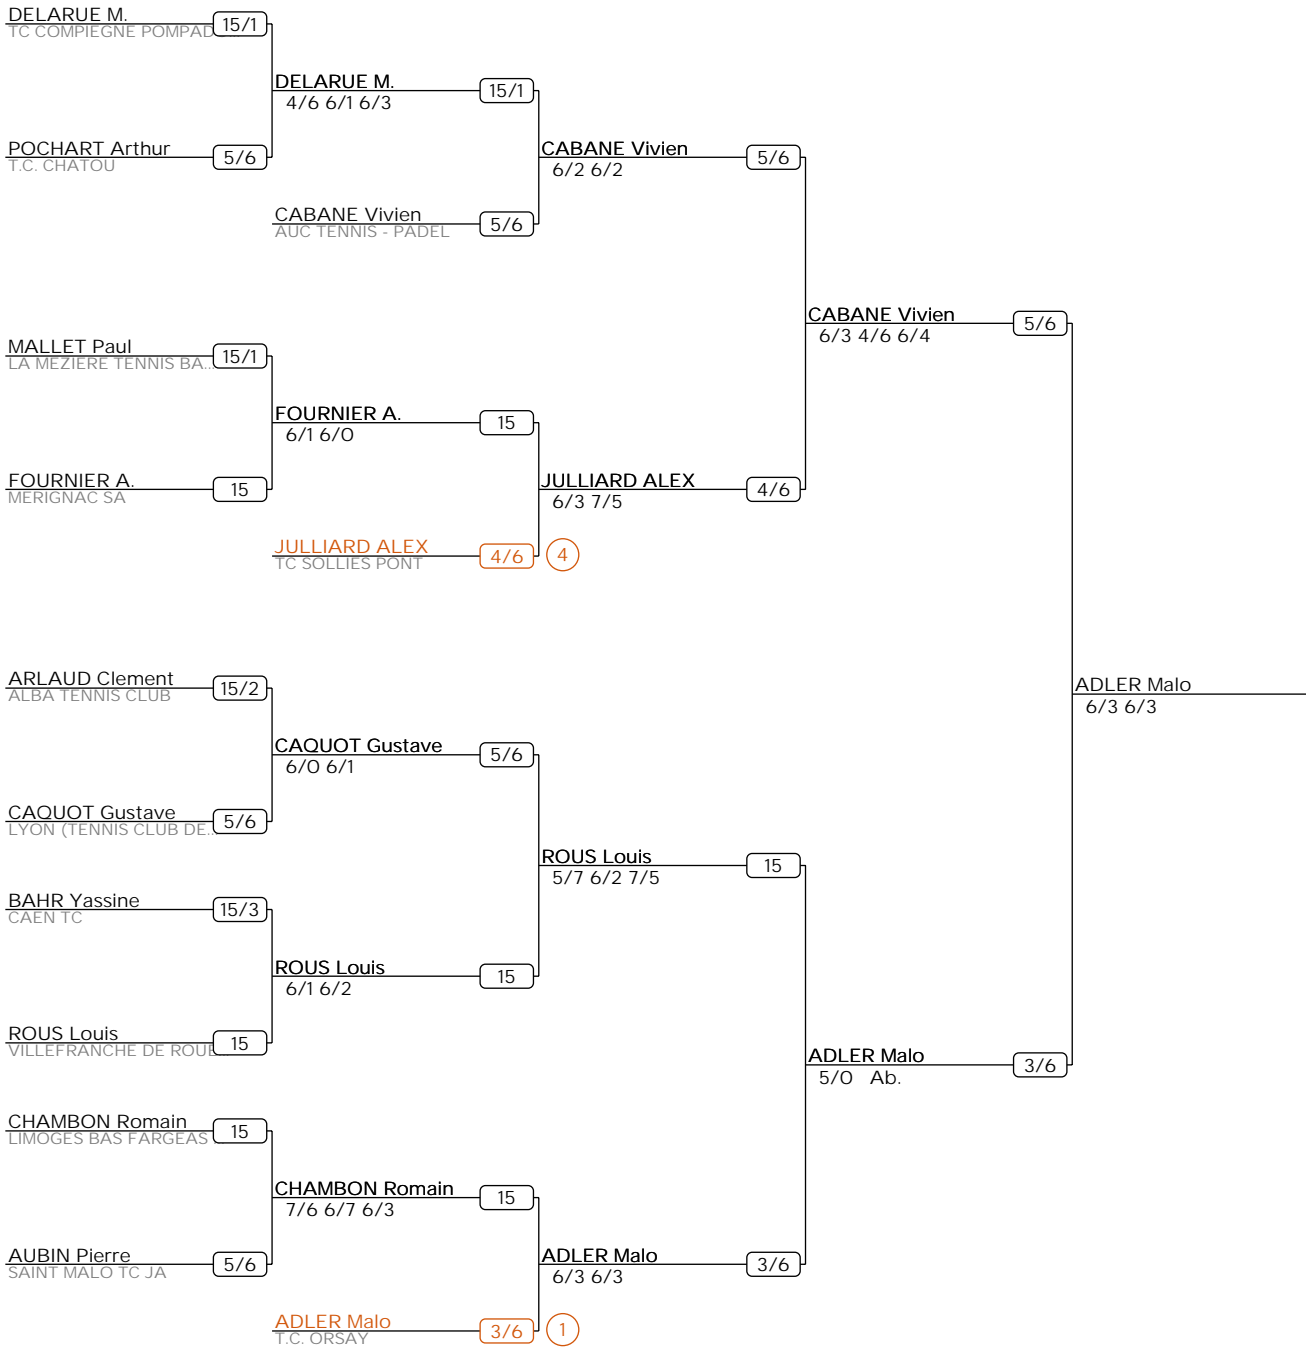 DELARUE M.
15/1
TC COMPIEGNE POMPAD
DELARUE M.
15/1
4/6 6/1 6/3
POCHART Arthur
5/6
T.C. CHATOU
CABANE Vivien
5/6
6/2 6/2
CABANE Vivien
5/6
AUC TENNIS - PADEL
CABANE Vivien
5/6
6/3 4/6 6/4
MALLET Paul
15/1
LA MEZIERE TENNIS BA...
FOURNIER A.
15
6/1 6/0
FOURNIER A.
15
MERIGNAC SA
JULLIARD ALEX
4/6
6/3 7/5
JULLIARD ALEX
4/6
4
TC SOLLIES PONT
ARLAUD Clement
15/2
ALBA TENNIS CLUB
ADLER Malo
6/3 6/3
CAQUOT Gustave
5/6
6/0 6/1
CAQUOT Gustave
5/6
LYON (TENNIS CLUB DE...
ROUS Louis
15
5/7 6/2 7/5
BAHR Yassine
15/3
CAEN TC
ROUS Louis
15
6/1 6/2
ROUS Louis
15
VILLEFRANCHE DE ROUE...
ADLER Malo
3/6
5/0 Ab.
CHAMBON Romain
15
LIMOGES BAS FARGEAS
CHAMBON Romain
15
7/6 6/7 6/3
AUBIN Pierre
5/6
SAINT MALO TC JA
ADLER Malo
3/6
6/3 6/3
ADLER Malo
3/6
1
T.C. ORSAY